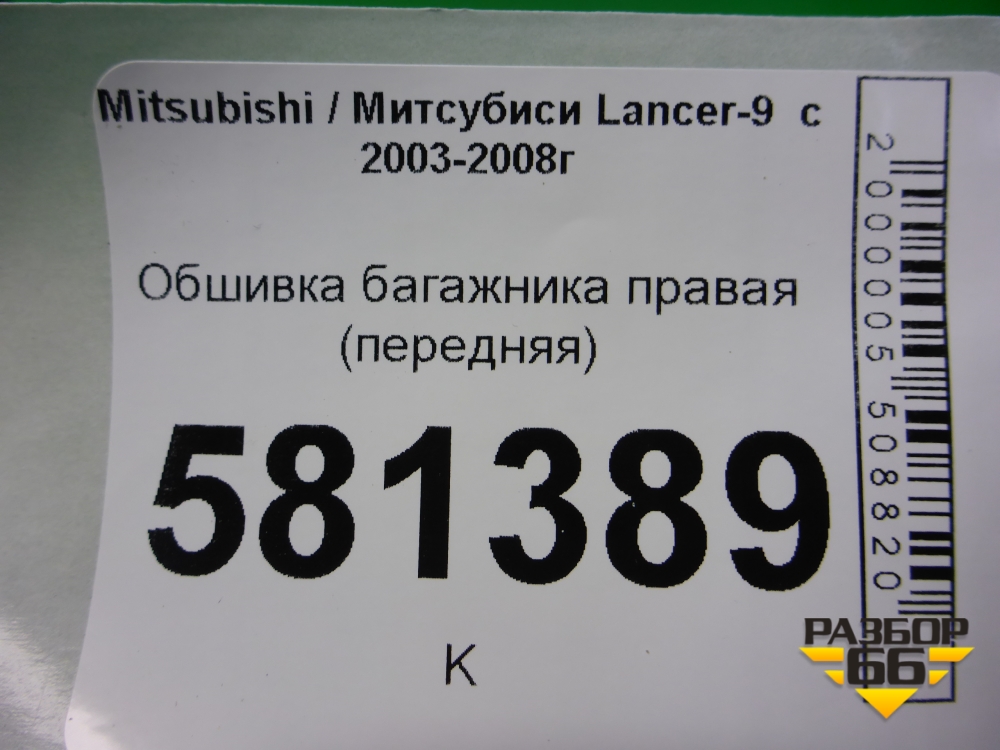 Mitsubishi / Митсубиси Lancer-9 с
2003-2008г
Обшивка багажника правая
(передняя)
581389
К
2000005508820
РАЗБОР
66